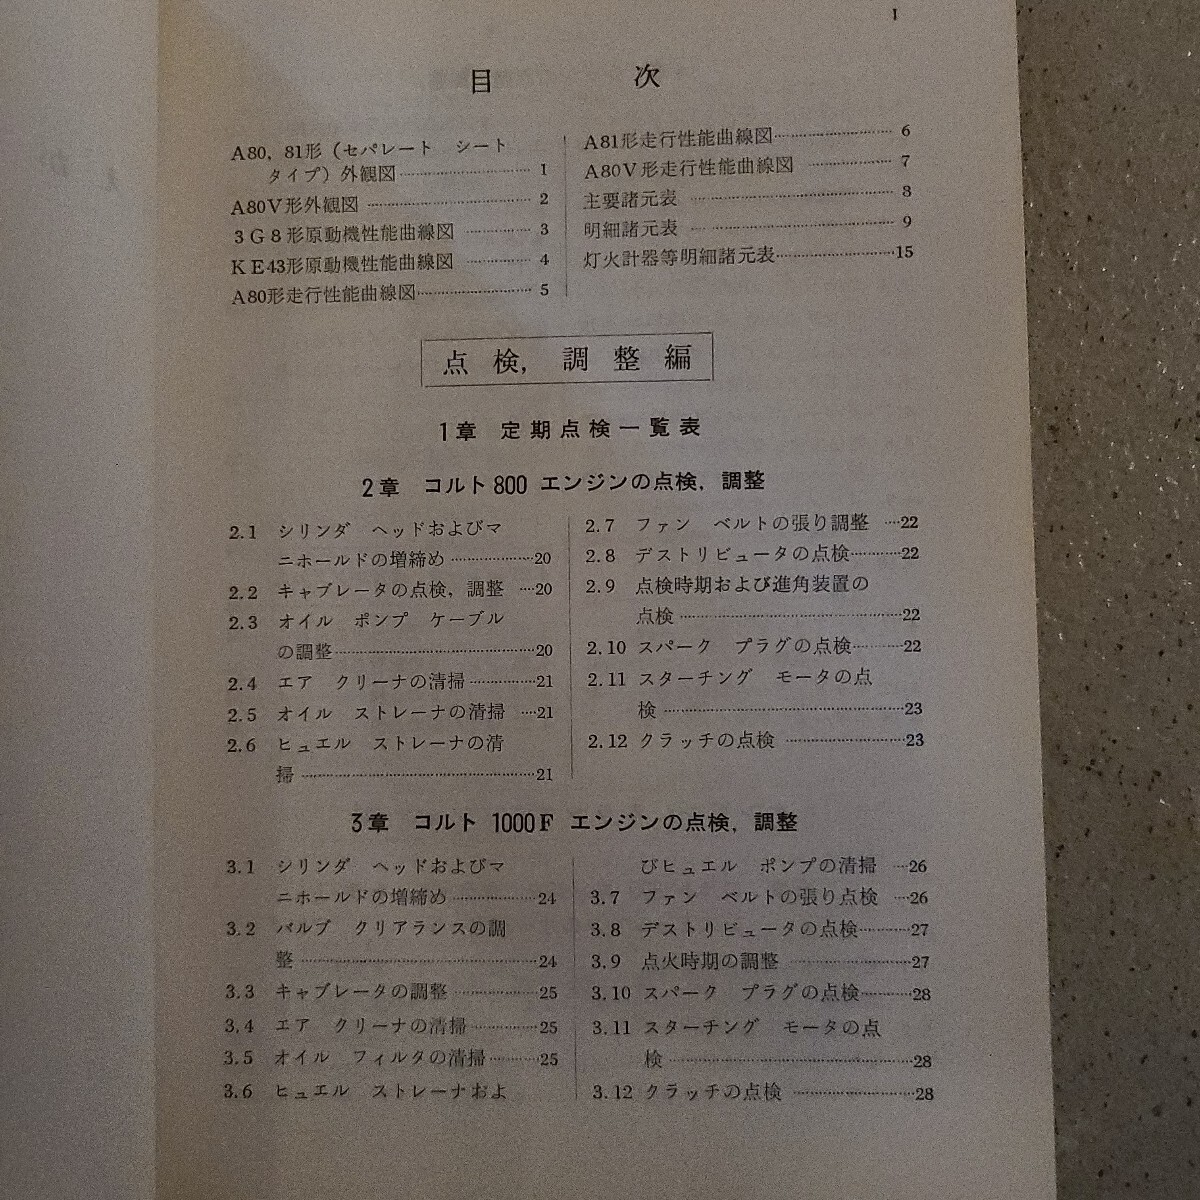 I
目 次
A80，81形（セパレート シート
タイプ）外観図 1
A80V形外観図 2
3G8形原動機性能曲線図 3
KE43形原動機性能曲線図 4
A80形走行性能曲線図 5
A81形走行性能曲線図 6
A80V形走行性能曲線図 7
主要諸元表 8
明細諸元表 9
灯火計器等明細諸元表 15
点検，調整編
1章 定期点検一覧表
2章 コルト800 エンジンの点検，調整
2.1 シリンダ ヘッドおよびマ
ニホールドの増締め 20
2.2 キャブレータの点検，調整 20
2.3 オイル ポンプ ケーブル
の調整 20
2.4 エア クリーナの清掃 21
2.5 オイル ストレーナの清掃 21
2.6 ヒュエル ストレーナの清
掃 21
2.7 ファン ベルトの張り調整 22
2.8 デストリビュータの点検 22
2.9 点検時期および進角装置の
点検 22
2.10 スパーク プラグの点検 22
2.11 スターチング モータの点
検 23
2.12 クラッチの点検 23
3章 コルト 1000F エンジンの点検，調整
3.1 シリンダ ヘッドおよびマ
ニホールドの増締め 24
3.2 バルブ クリアランスの調
整 24
3.3 キャブレータの調整 25
3.4 エア クリーナの清掃 25
3.5 オイル フィルタの清掃 25
3.6 ヒュエル ストレーナおよ
びヒュエル ポンプの清掃 26
3.7 ファン ベルトの張り点検 26
3.8 デストリビュータの点検 27
3.9 点火時期の調整 27
3.10 スパーク プラグの点検 28
3.11 スターチング モータの点
検 28
3.12 クラッチの点検 28